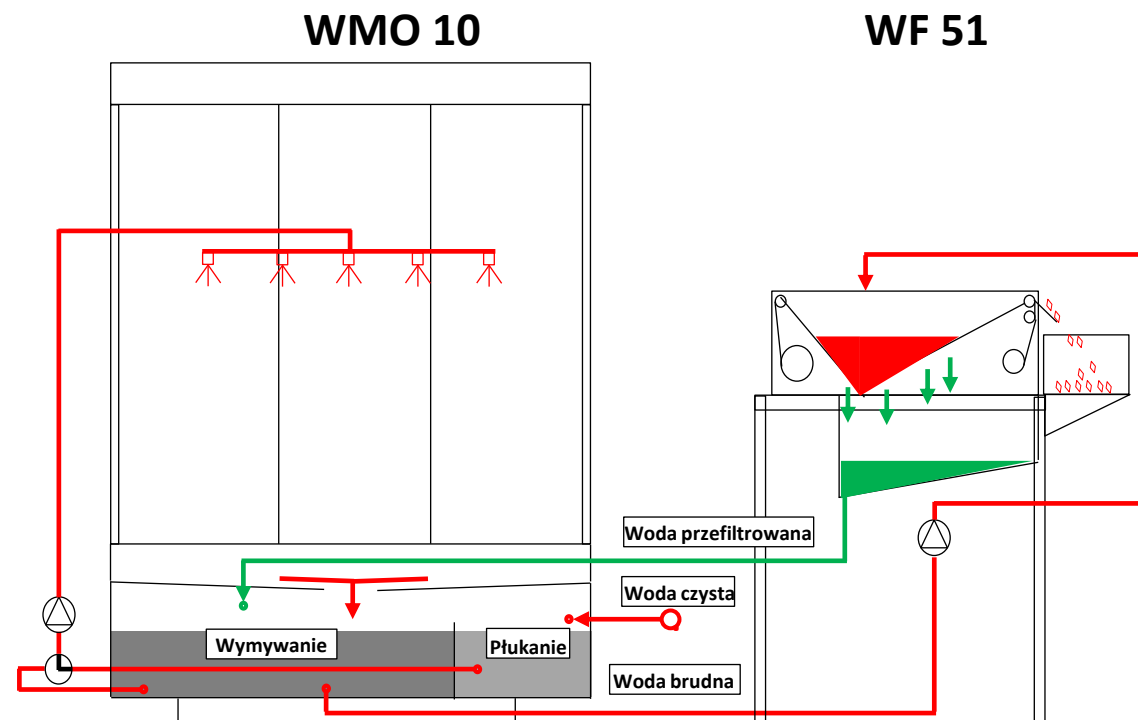 WMO 10
WF 51
Woda przefiltrowana
Woda czysta
Wymywanie
Płukanie
Woda brudna